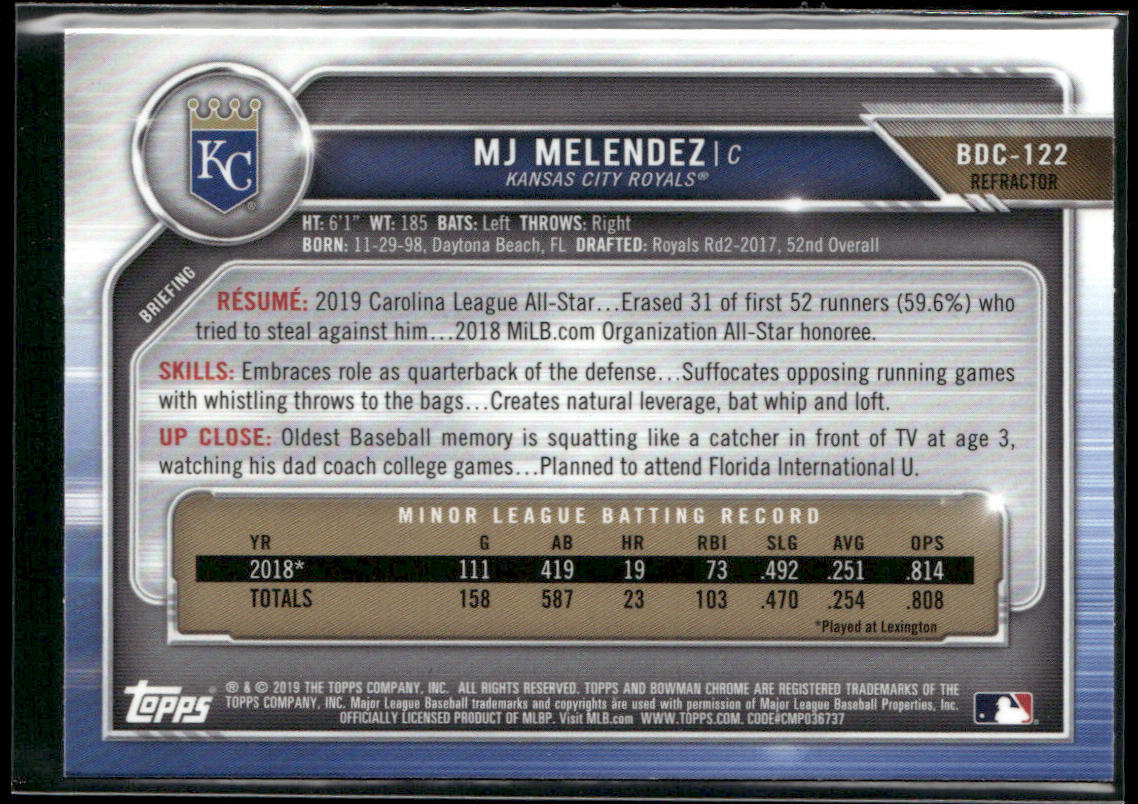 KC ®
MJ MELENDEZ | C
KANSAS CITY ROYALS®
BDC-122
REFRACTOR
HT: 6'1" WT: 185 BATS: Left THROWS: Right
BORN: 11-29-98, Daytona Beach, FL DRAFTED: Royals Rd2-2017, 52nd Overall
BRIEFING
RÉSUMÉ: 2019 Carolina League All-Star...Erased 31 of first 52 runners (59.6%) who
tried to steal against him...2018 MiLB.com Organization All-Star honoree.
SKILLS: Embraces role as quarterback of the defense...Suffocates opposing running games
with whistling throws to the bags...Creates natural leverage, bat whip and loft.
UP CLOSE: Oldest Baseball memory is squatting like a catcher in front of TV at age 3,
watching his dad coach college games...Planned to attend Florida International U.
MINOR LEAGUE BATTING RECORD
YR G AB HR RBI SLG AVG OPS
2018* 111 419 19 73 .492 .251 .814
TOTALS 158 587 23 103 .470 .254 .808
*Played at Lexington
topps
® & © 2019 THE TOPPS COMPANY, INC. ALL RIGHTS RESERVED. TOPPS AND BOWMAN CHROME ARE REGISTERED TRADEMARKS OF THE
TOPPS COMPANY, INC. Major League Baseball trademarks and copyrights are used with permission of Major League Baseball Properties, Inc.
OFFICIALLY LICENSED PRODUCT OF MLBP. Visit MLB.com WWW.TOPPS.COM. CODE#CMP036737